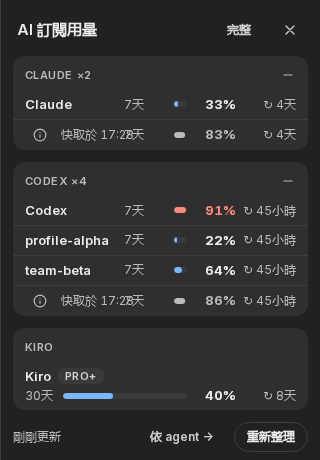 AI 訂閱用量 完整 ×
CLAUDE ×2 —
Claude 7天 33% ↻ 4天
快取於 17:28 7天 83% ↻ 4天
CODEX ×4 —
Codex 7天 91% ↻ 45小時
profile-alpha 7天 22% ↻ 45小時
team-beta 7天 64% ↻ 45小時
快取於 17:28 7天 86% ↻ 45小時
KIRO
Kiro PRO+
30天 40% ↻ 8天
剛剛更新 依 agent → 重新整理